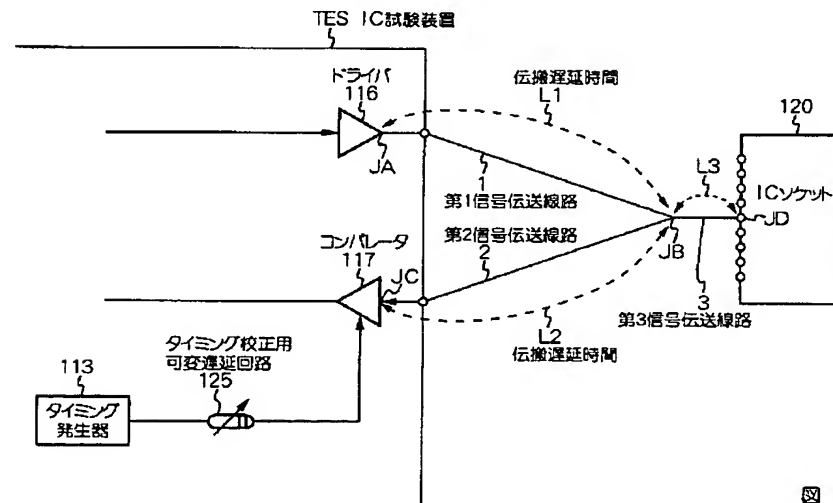 TES IC試験装置
ドライバ
116
JA
伝搬遅延時間
L1
120
1
第1信号伝送線路
L3
ICソケット
JD
コンパレータ
117
JC
第2信号伝送線路
2
JB
3
第3信号伝送線路
L2
伝搬遅延時間
タイミング校正用
可変遅延回路
125
113
タイミング
発生器
図